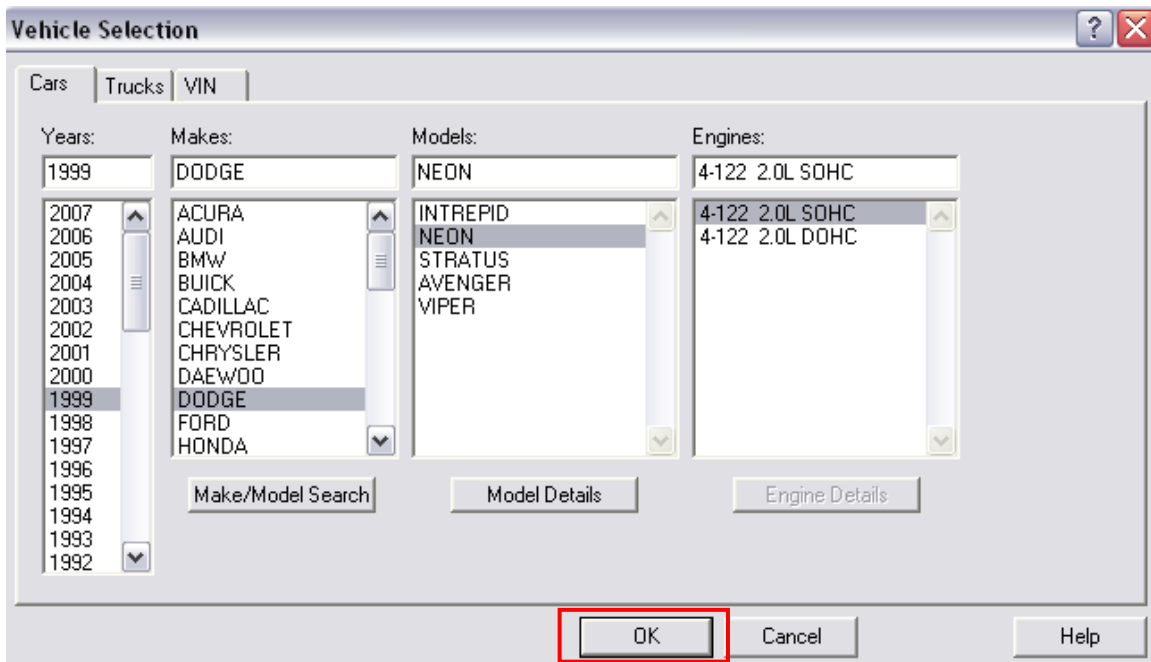 Vehicle Selection
?
Cars Trucks VIN
Years: Makes: Models: Engines:
1999 DODGE NEON 4-122 2.0L SOHC
2007 ACURA INTREPID 4-122 2.0L SOHC
2006 AUDI NEON 4-122 2.0L DOHC
2005 BMW STRATUS
2004 BUICK AVENGER
2003 CADILLAC VIPER
2002 CHEVROLET
2001 CHRYSLER
2000 DAEWOO
1999 DODGE
1998 FORD
1997 HONDA
1996
1995 Make/Model Search Model Details Engine Details
1994
1993
1992
OK Cancel Help